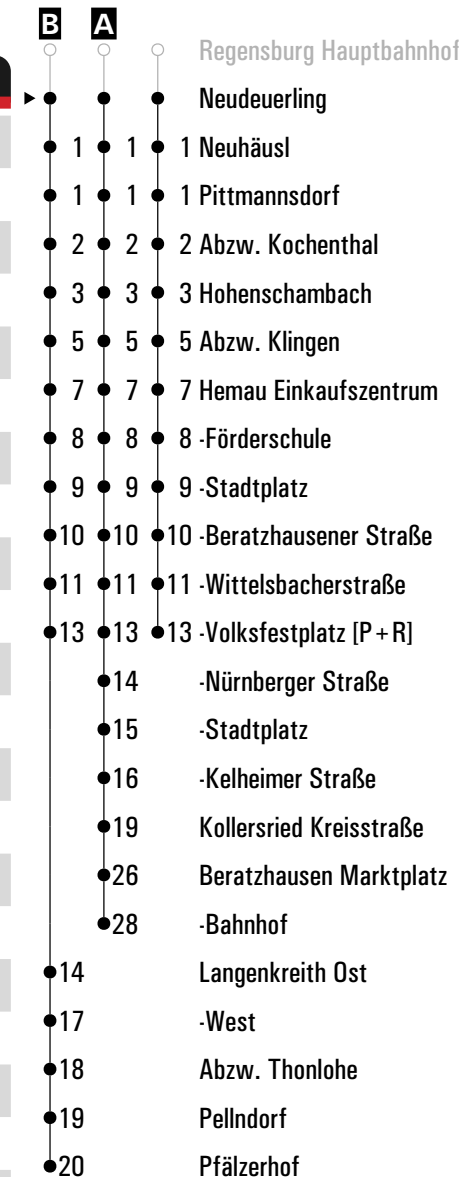 B A
Regensburg Hauptbahnhof
Neudeuerling
1 1 1 Neuhäusl
1 1 1 Pittmannsdorf
2 2 2 Abzw. Kochenthal
3 3 3 Hohenschambach
5 5 5 Abzw. Klingen
7 7 7 Hemau Einkaufszentrum
8 8 8 -Förderschule
9 9 9 -Stadtplatz
10 10 10 -Beratzhausener Straße
11 11 11 -Wittelsbacherstraße
13 13 13 -Volksfestplatz [P+R]
14 -Nürnberger Straße
15 -Stadtplatz
16 -Kelheimer Straße
19 Kollersried Kreisstraße
26 Beratzhausen Marktplatz
28 -Bahnhof
14 Langenkreith Ost
17 -West
18 Abzw. Thonlohe
19 Pellndorf
20 Pfälzerhof